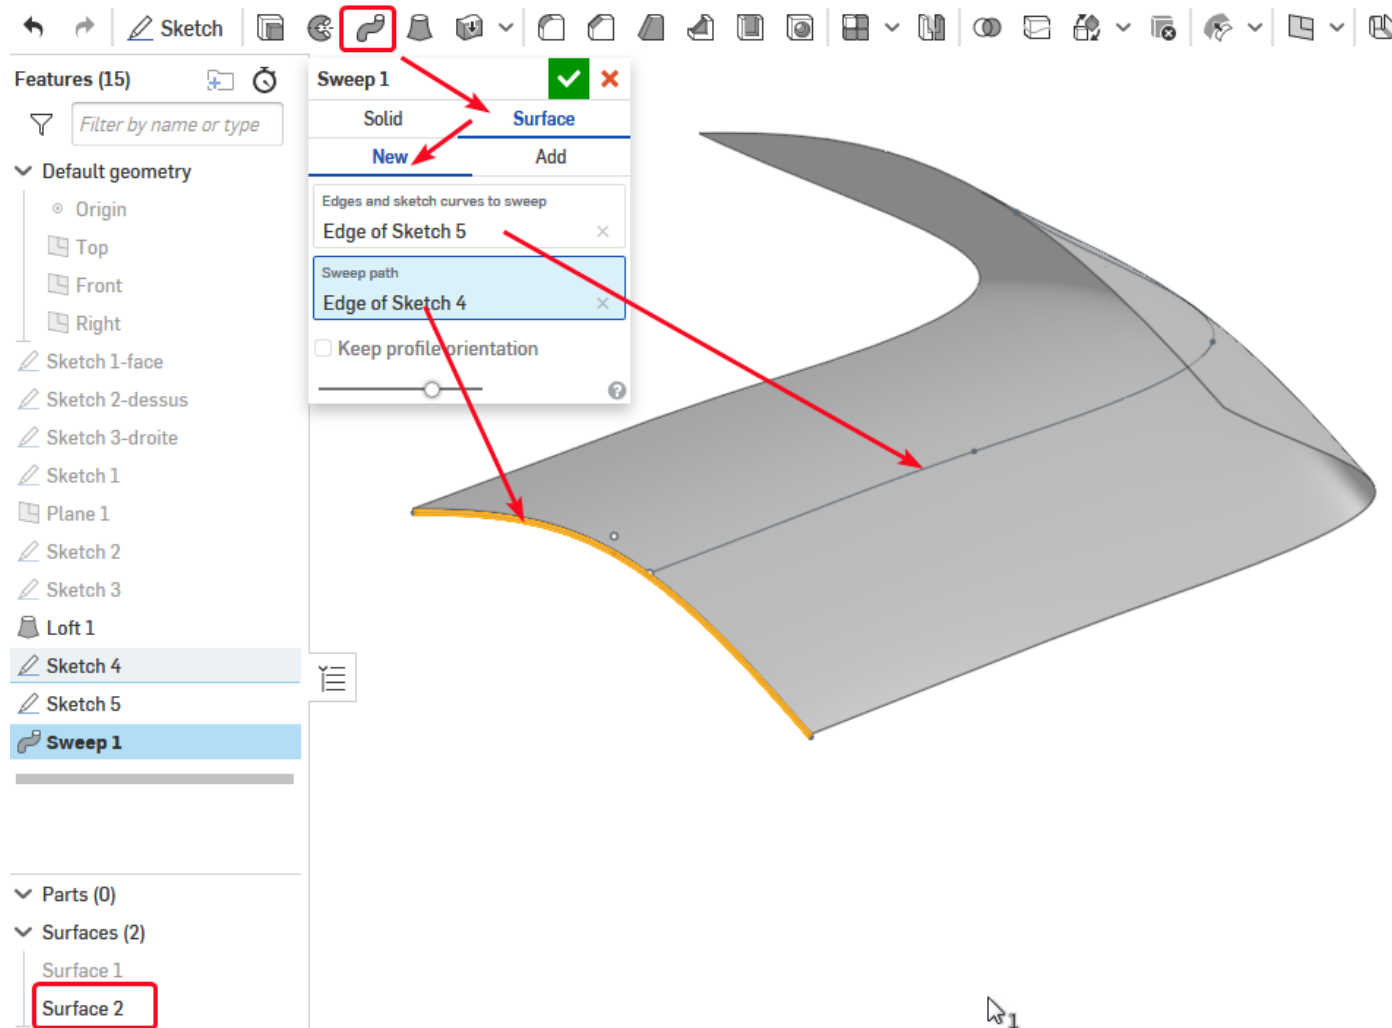 Sketch
Features (15)
Filter by name or type
Default geometry
Origin
Top
Front
Right
Sketch 1-face
Sketch 2-dessus
Sketch 3-droite
Sketch 1
Plane 1
Sketch 2
Sketch 3
Loft 1
Sketch 4
Sketch 5
Sweep 1
Parts (0)
Surfaces (2)
Surface 1
Surface 2
Sweep 1
Solid Surface
New Add
Edges and sketch curves to sweep
Edge of Sketch 5
Sweep path
Edge of Sketch 4
Keep profile orientation
1